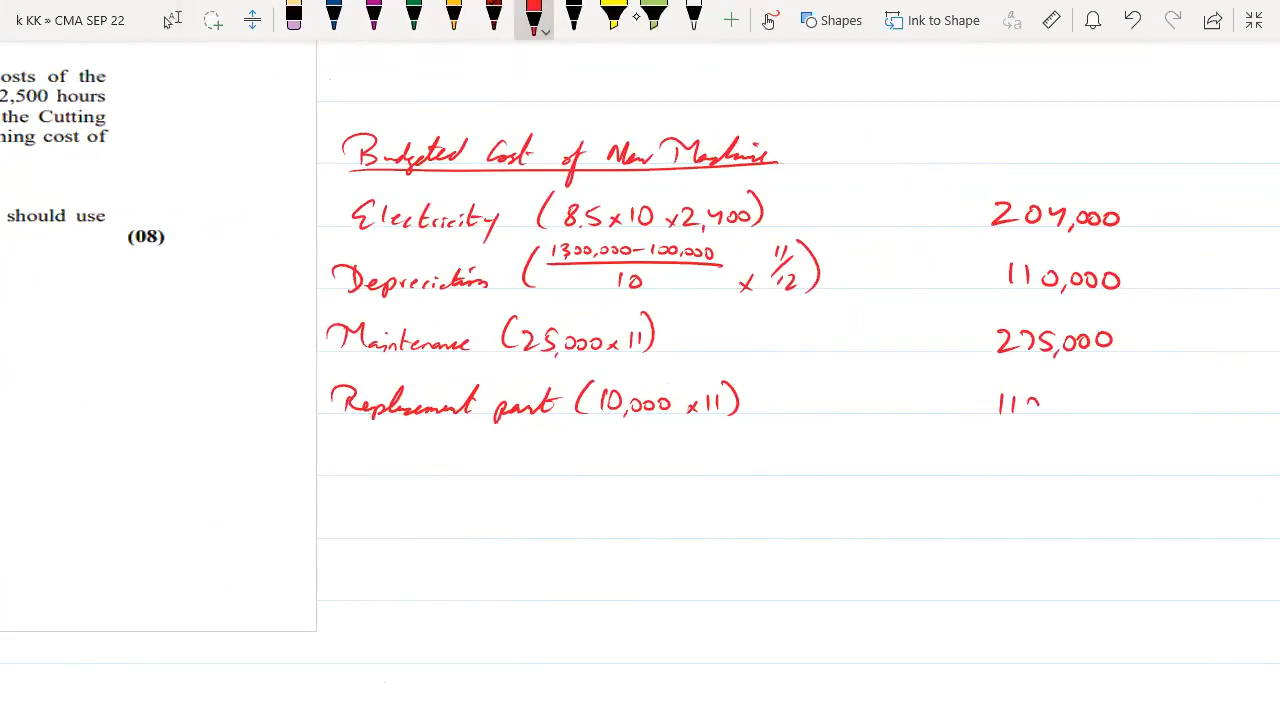 k KK » CMA SEP 22
Shapes
Ink to Shape
osts of the
2,500 hours
the Cutting
ning cost of
should use
(08)
Budgeted Cost of New Machine
Electricity (8.5 x 10 x 2,400) 204,000
Depreciation (1300,000 - 100,000 / 10 x 11/12) 110,000
Maintenance (25,000 x 11) 275,000
Replacement part (10,000 x 11) 11